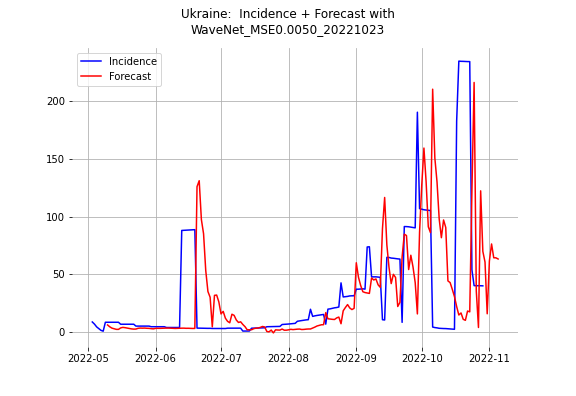 Ukraine:  Incidence + Forecast with
WaveNet_MSE0.0050_20221023
Incidence
Forecast
200
150
100
50
0
2022-05 2022-06 2022-07 2022-08 2022-09 2022-10 2022-11